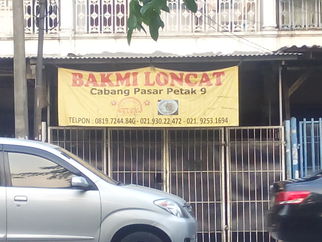 BAKMI LONCAT
Cabang Pasar Petak 9
TELPON : 0819.7244.840 - 021.930.22.472 - 021. 9253.1694